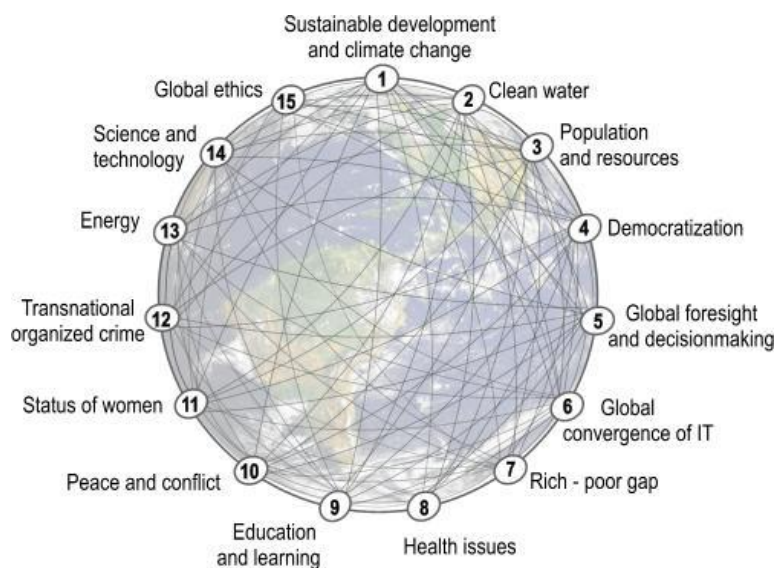 Sustainable development
and climate change
1
2
Clean water
3
Population
and resources
4
Democratization
5
Global foresight
and decisionmaking
6
Global
convergence of IT
7
Rich - poor gap
8
Health issues
9
Education
and learning
10
Peace and conflict
11
Status of women
12
Transnational
organized crime
13
Energy
14
Science and
technology
15
Global ethics